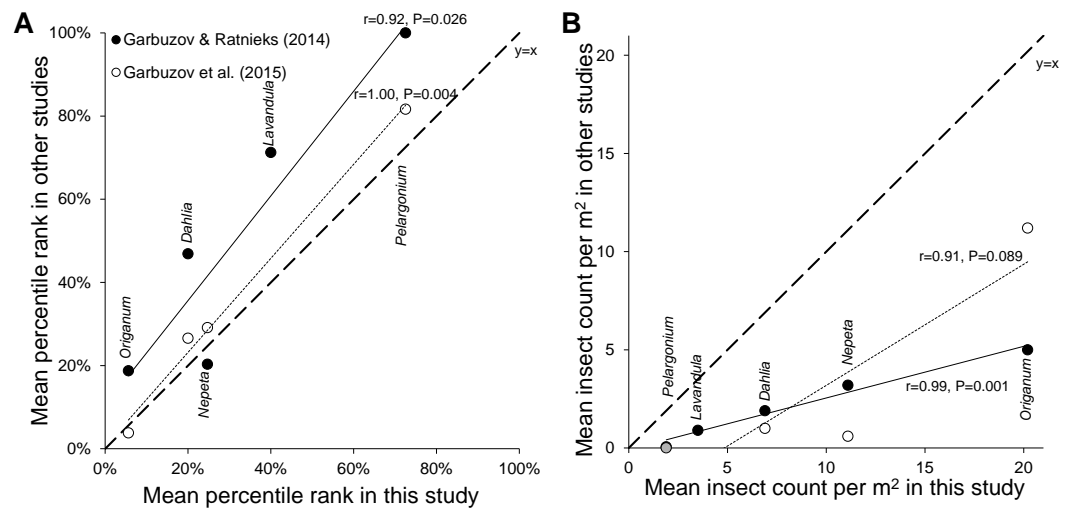 A
Mean percentile rank in other studies
100%
80%
60%
40%
20%
0%
Garbuzov & Ratnieks (2014)
Garbuzov et al. (2015)
r=0.92, P=0.026
y=x
r=1.00, P=0.004
Lavandula
Pelargonium
Dahlia
Origanum
Nepeta
0% 20% 40% 60% 80% 100%
Mean percentile rank in this study
B
Mean insect count per m² in other studies
20
15
10
5
0
y=x
r=0.91, P=0.089
Pelargonium
Lavandula
Dahlia
Nepeta
Origanum
r=0.99, P=0.001
0 5 10 15 20
Mean insect count per m² in this study